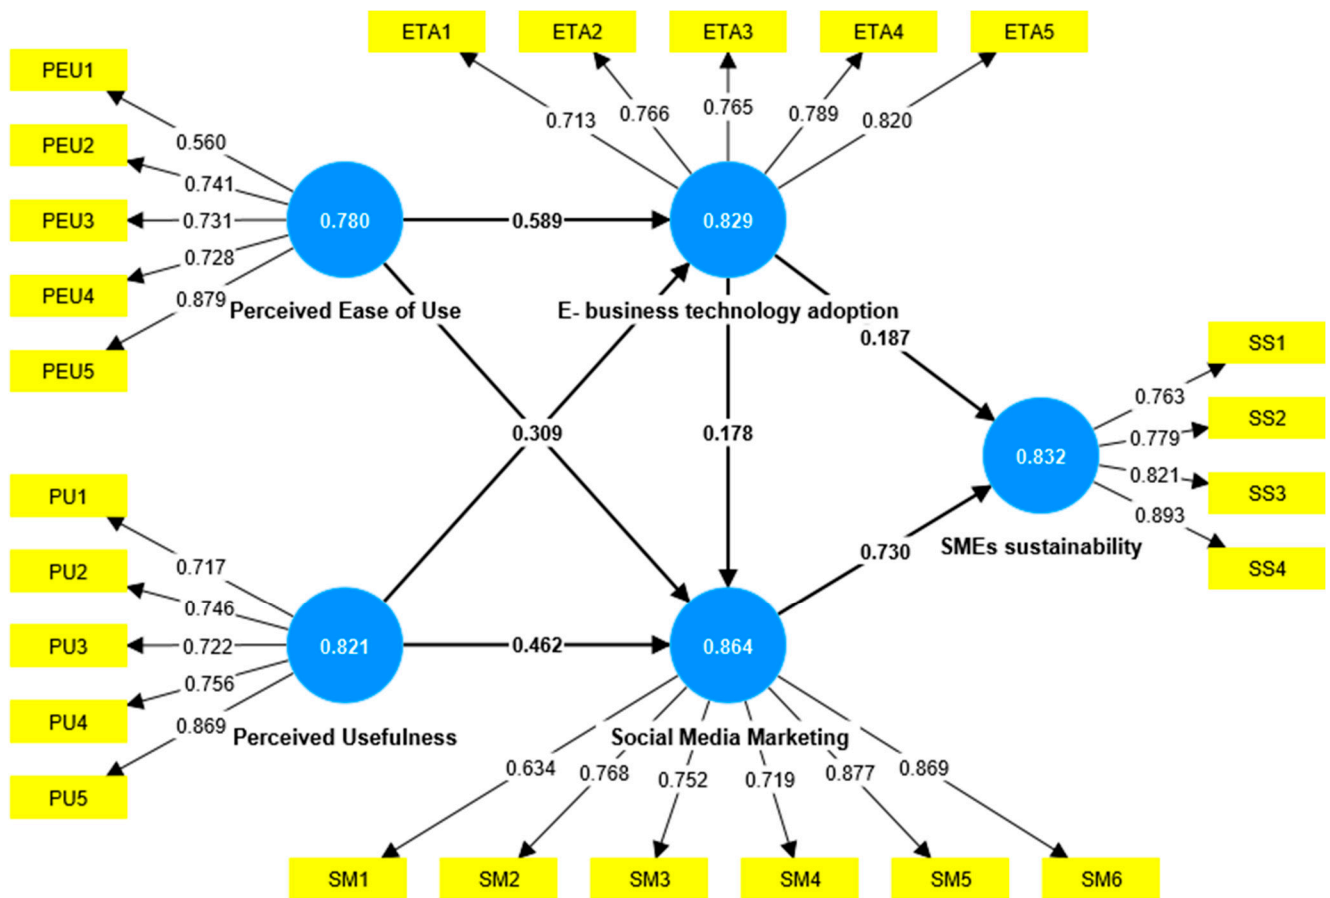 ETA1 ETA2 ETA3 ETA4 ETA5
PEU1
0.713 0.766 0.765 0.789 0.820
0.560
PEU2
0.741
PEU3 0.731 0.780 0.589 0.829
0.728
PEU4
0.879
Perceived Ease of Use E- business technology adoption
0.187
PEU5
SS1
0.763
SS2
0.779
0.309 0.178
0.832
0.821
SS3
0.893
PU1
SMEs sustainability
0.730
SS4
0.717
PU2
0.746
PU3 0.722 0.821 0.462 0.864
0.756
PU4
0.869
Perceived Usefulness Social Media Marketing
PU5
0.634 0.768 0.752 0.719 0.877 0.869
SM1 SM2 SM3 SM4 SM5 SM6